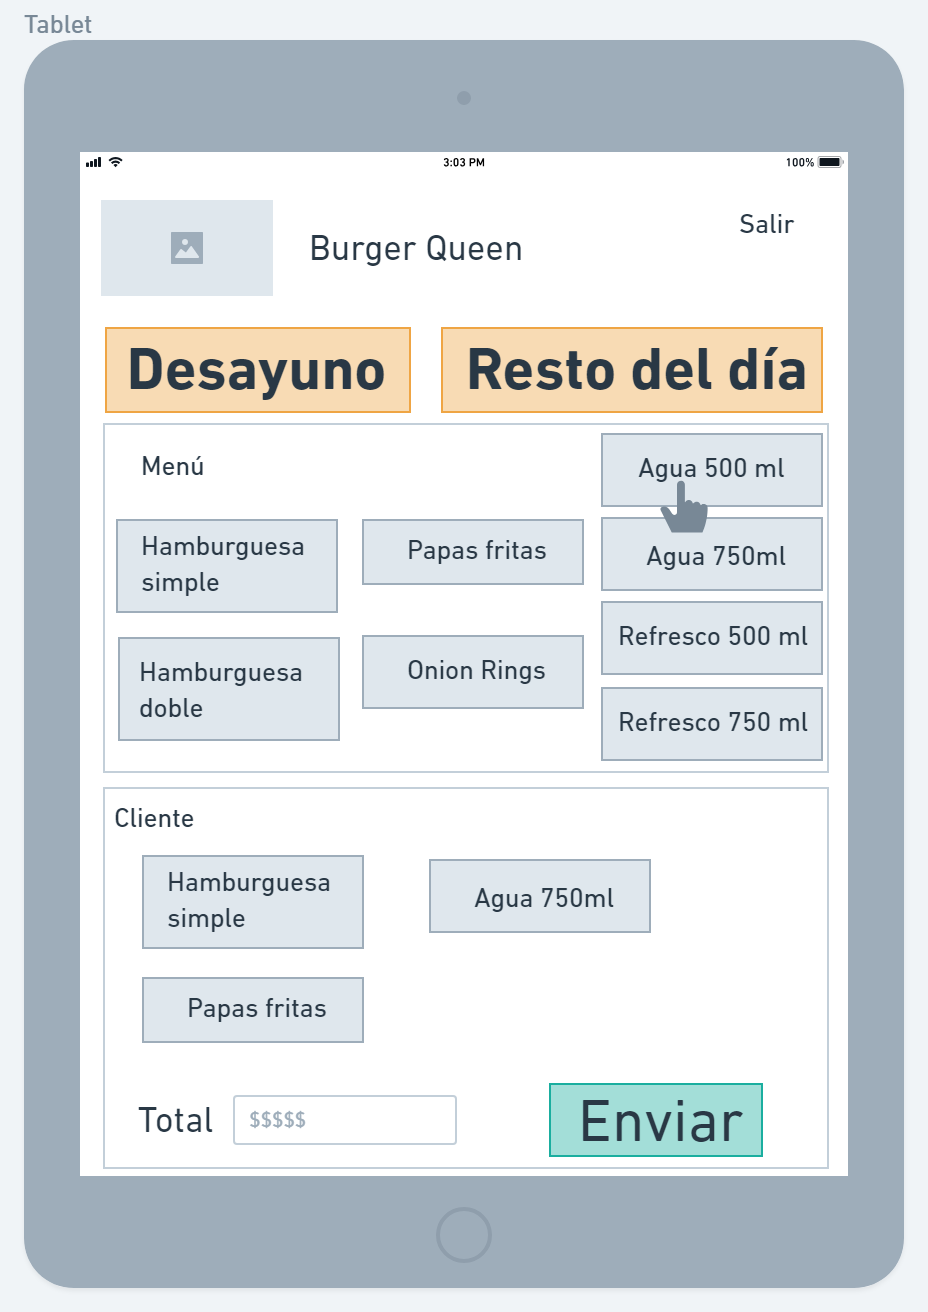 Tablet
3:03 PM
100%
Burger Queen
Salir
Desayuno
Resto del día
Menú
Agua 500 ml
Hamburguesa
simple
Papas fritas
Agua 750ml
Refresco 500 ml
Hamburguesa
doble
Onion Rings
Refresco 750 ml
Cliente
Hamburguesa
simple
Agua 750ml
Papas fritas
Total
$$$$$
Enviar